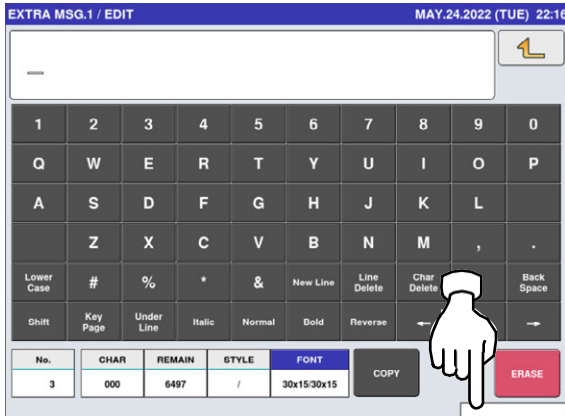 EXTRA MSG.1 / EDIT MAY.24.2022 (TUE) 22:16
1 2 3 4 5 6 7 8 9 0
Q W E R T Y U I O P
A S D F G H J K L
Z X C V B N M , .
Lower Case # % * & New Line Line Delete Char Delete Back Space
Shift Key Page Under Line Italic Normal Bold Reverse ← →
No. CHAR REMAIN STYLE FONT
3 000 6497 / 30x15/30x15
COPY
ERASE